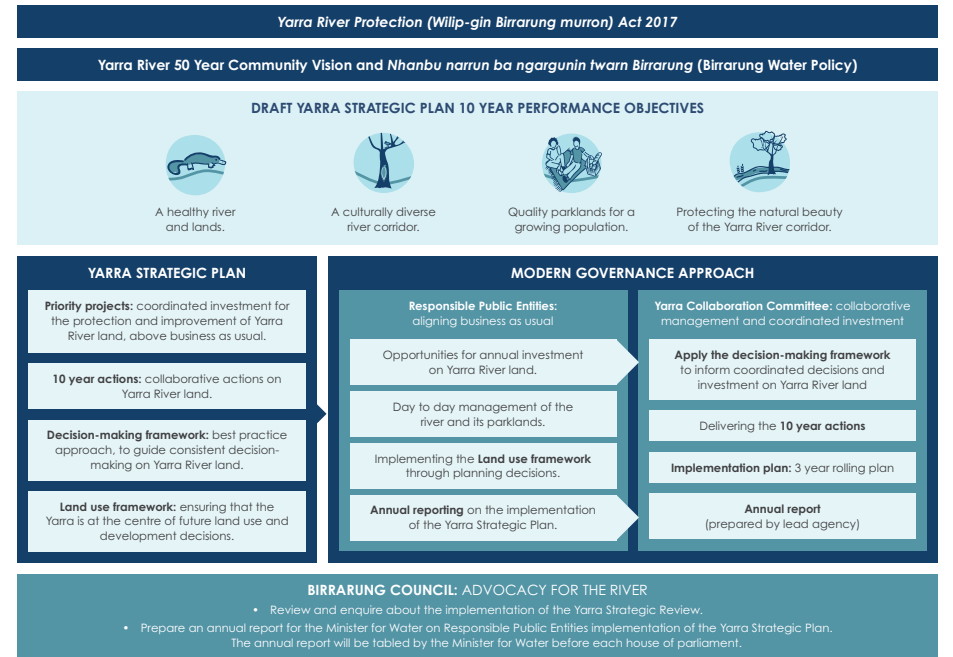 Yarra River Protection (Wilip-gin Birrarung murron) Act 2017
Yarra River 50 Year Community Vision and Nhanbu narrun ba ngargunin twarn Birrarung (Birrarung Water Policy)
DRAFT YARRA STRATEGIC PLAN 10 YEAR PERFORMANCE OBJECTIVES
A healthy river
and lands.
A culturally diverse
river corridor.
Quality parklands for a
growing population.
Protecting the natural beauty
of the Yarra River corridor.
YARRA STRATEGIC PLAN
Priority projects: coordinated investment for
the protection and improvement of Yarra
River land, above business as usual.
10 year actions: collaborative actions on
Yarra River land.
Decision-making framework: best practice
approach, to guide consistent decision-
making on Yarra River land.
Land use framework: ensuring that the
Yarra is at the centre of future land use and
development decisions.
MODERN GOVERNANCE APPROACH
Responsible Public Entities:
aligning business as usual
Opportunities for annual investment
on Yarra River land.
Day to day management of the
river and its parklands.
Implementing the Land use framework
through planning decisions.
Annual reporting on the implementation
of the Yarra Strategic Plan.
Yarra Collaboration Committee: collaborative
management and coordinated investment
Apply the decision-making framework
to inform coordinated decisions and
investment on Yarra River land
Delivering the 10 year actions
Implementation plan: 3 year rolling plan
Annual report
(prepared by lead agency)
BIRRARUNG COUNCIL: ADVOCACY FOR THE RIVER
• Review and enquire about the implementation of the Yarra Strategic Review.
• Prepare an annual report for the Minister for Water on Responsible Public Entities implementation of the Yarra Strategic Plan.
The annual report will be tabled by the Minister for Water before each house of parliament.